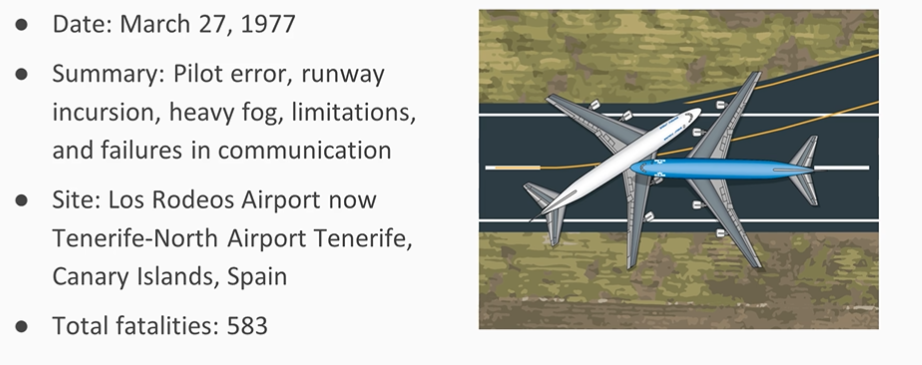 ● Date: March 27, 1977
● Summary: Pilot error, runway
incursion, heavy fog, limitations,
and failures in communication
● Site: Los Rodeos Airport now
Tenerife-North Airport Tenerife,
Canary Islands, Spain
● Total fatalities: 583